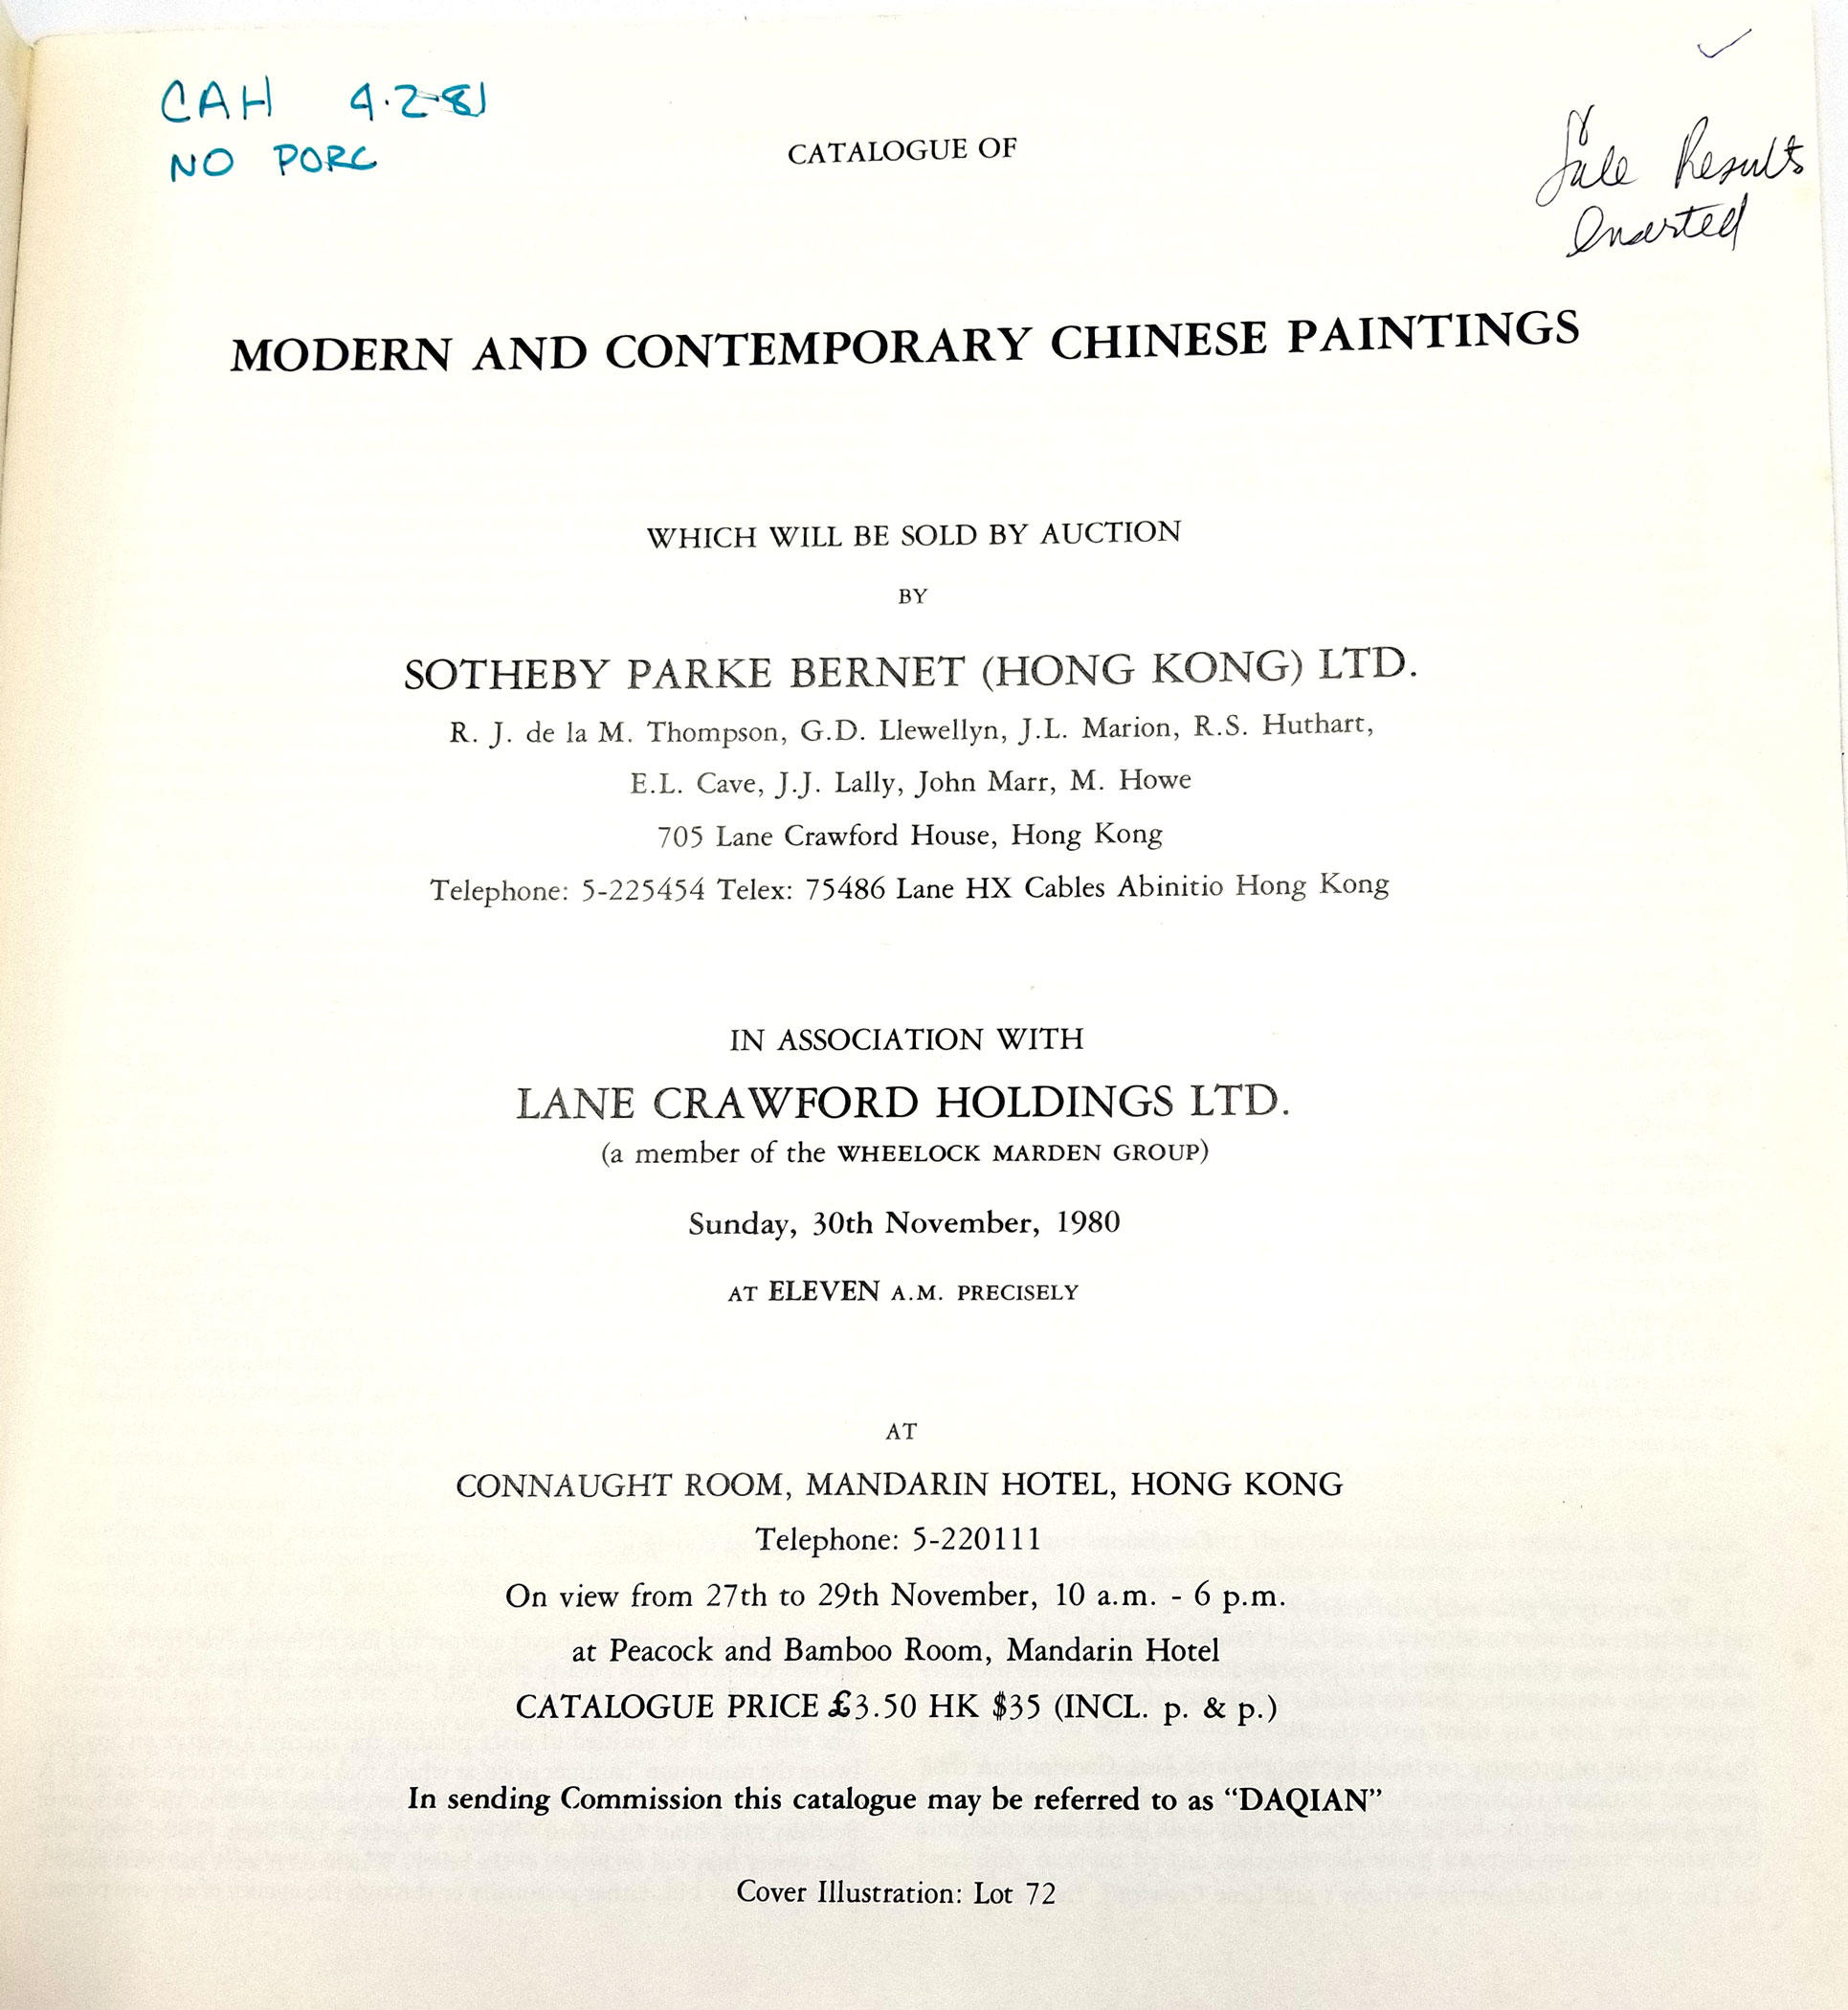 CAH 4.2-81
NO PORC
Sale Results
Inserted
CATALOGUE OF
MODERN AND CONTEMPORARY CHINESE PAINTINGS
WHICH WILL BE SOLD BY AUCTION
BY
SOTHEBY PARKE BERNET (HONG KONG) LTD.
R. J. de la M. Thompson, G.D. Llewellyn, J.L. Marion, R.S. Huthart,
E.L. Cave, J.J. Lally, John Marr, M. Howe
705 Lane Crawford House, Hong Kong
Telephone: 5-225454 Telex: 75486 Lane HX Cables Abinitio Hong Kong
IN ASSOCIATION WITH
LANE CRAWFORD HOLDINGS LTD.
(a member of the WHEELOCK MARDEN GROUP)
Sunday, 30th November, 1980
AT ELEVEN A.M. PRECISELY
AT
CONNAUGHT ROOM, MANDARIN HOTEL, HONG KONG
Telephone: 5-220111
On view from 27th to 29th November, 10 a.m. - 6 p.m.
at Peacock and Bamboo Room, Mandarin Hotel
CATALOGUE PRICE £3.50 HK $35 (INCL. p. & p.)
In sending Commission this catalogue may be referred to as “DAQIAN”
Cover Illustration: Lot 72